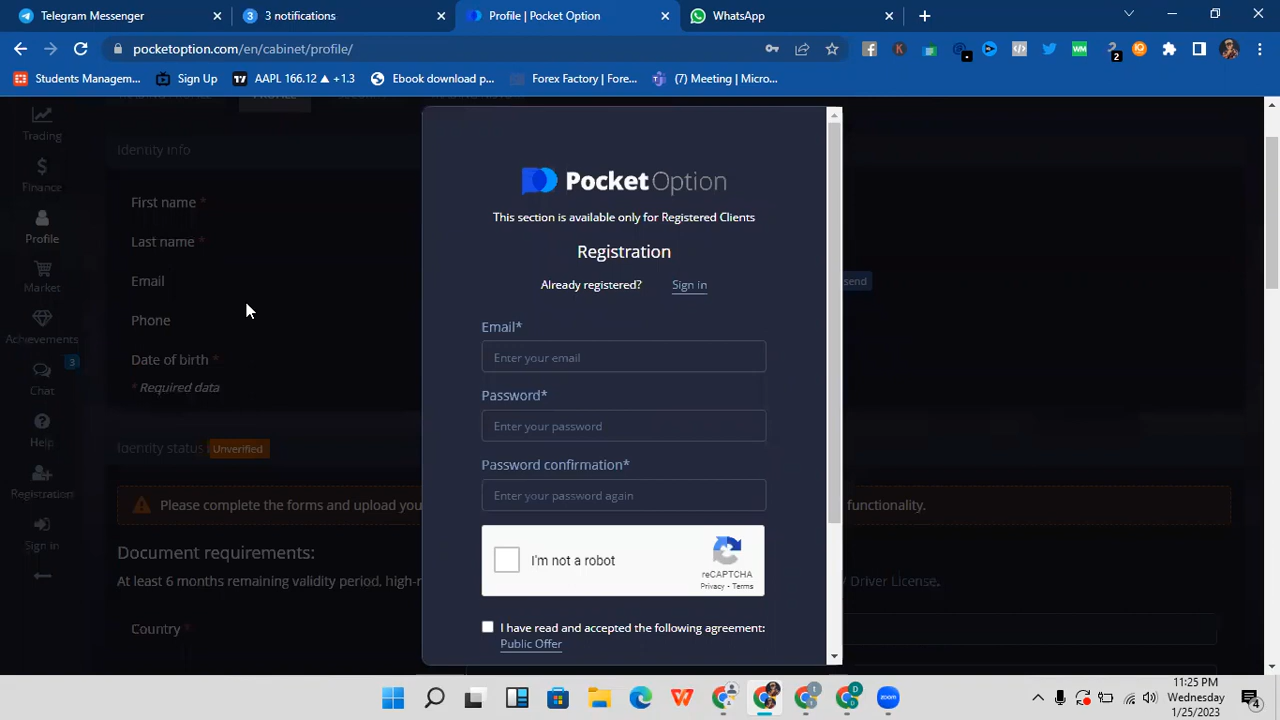 Telegram Messenger
3 notifications
Profile | Pocket Option
WhatsApp
pocketoption.com/en/cabinet/profile/
2
Students Managem...
Sign Up
AAPL 166.12 ▲ +1.3
Ebook download p...
Forex Factory | Fore...
(7) Meeting | Micro...
Trading
Finance
Profile
Market
Achievements
3
Chat
Help
Registration
Sign in
Identity info
First name *
Last name *
Email
send
Phone
Date of birth *
* Required data
Identity status
Unverified
Please complete the forms and upload you
functionality.
Document requirements:
At least 6 months remaining validity period, high-r
/ Driver License.
Country *
PocketOption
This section is available only for Registered Clients
Registration
Already registered? Sign in
Email*
Enter your email
Password*
Enter your password
Password confirmation*
Enter your password again
I'm not a robot
reCAPTCHA
Privacy - Terms
I have read and accepted the following agreement:
Public Offer
zoom
11:25 PM
Wednesday
1/25/2023
4